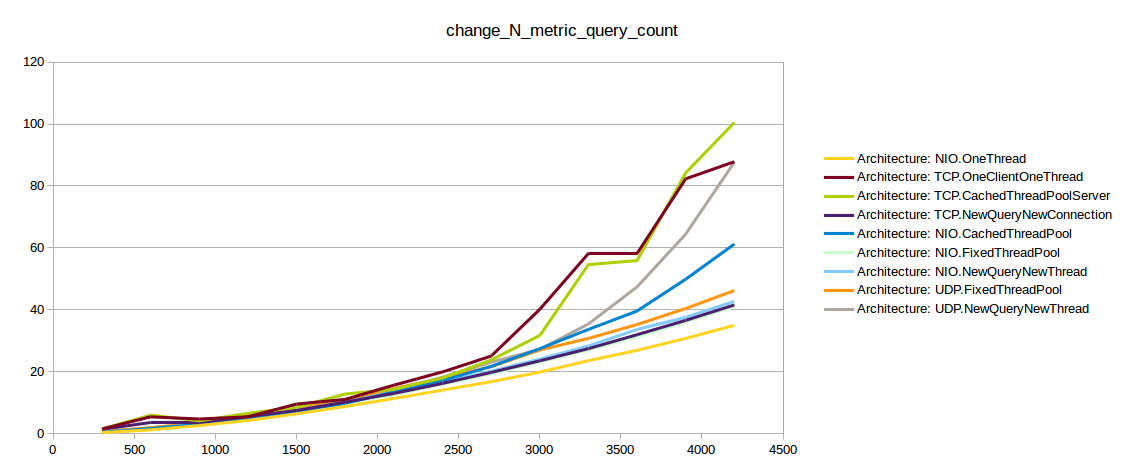 change_N_metric_query_count
120
100
80
60
40
20
0
0 500 1000 1500 2000 2500 3000 3500 4000 4500
Architecture: NIO.OneThread
Architecture: TCP.OneClientOneThread
Architecture: TCP.CachedThreadPoolServer
Architecture: TCP.NewQueryNewConnection
Architecture: NIO.CachedThreadPool
Architecture: NIO.FixedThreadPool
Architecture: NIO.NewQueryNewThread
Architecture: UDP.FixedThreadPool
Architecture: UDP.NewQueryNewThread